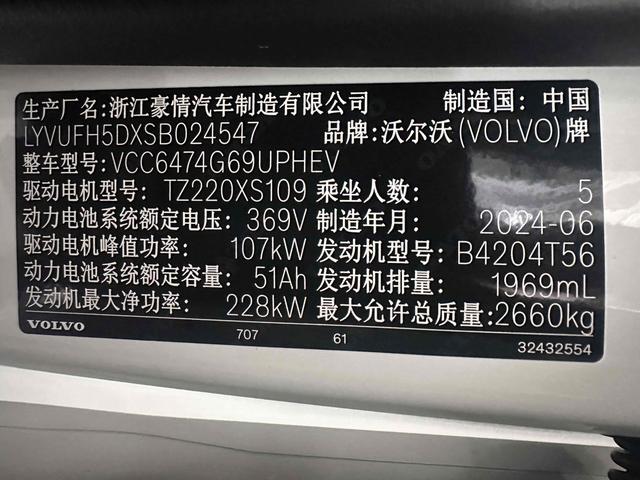 生产厂名:浙江豪情汽车制造有限公司 制造国: 中国
LYVUFH5DXSB024547 品牌:沃尔沃(VOLVO)牌
整车型号:VCC6474G69UPHEV
驱动电机型号: TZ220XS109 乘坐人数: 5
动力电池系统额定电压: 369V 制造年月: 2024-06
驱动电机峰值功率: 107kW 发动机型号: B4204T56
动力电池系统额定容量: 51Ah 发动机排量: 1969mL
发动机最大净功率: 228kW 最大允许总质量:2660kg
VOLVO 707 61 32432554